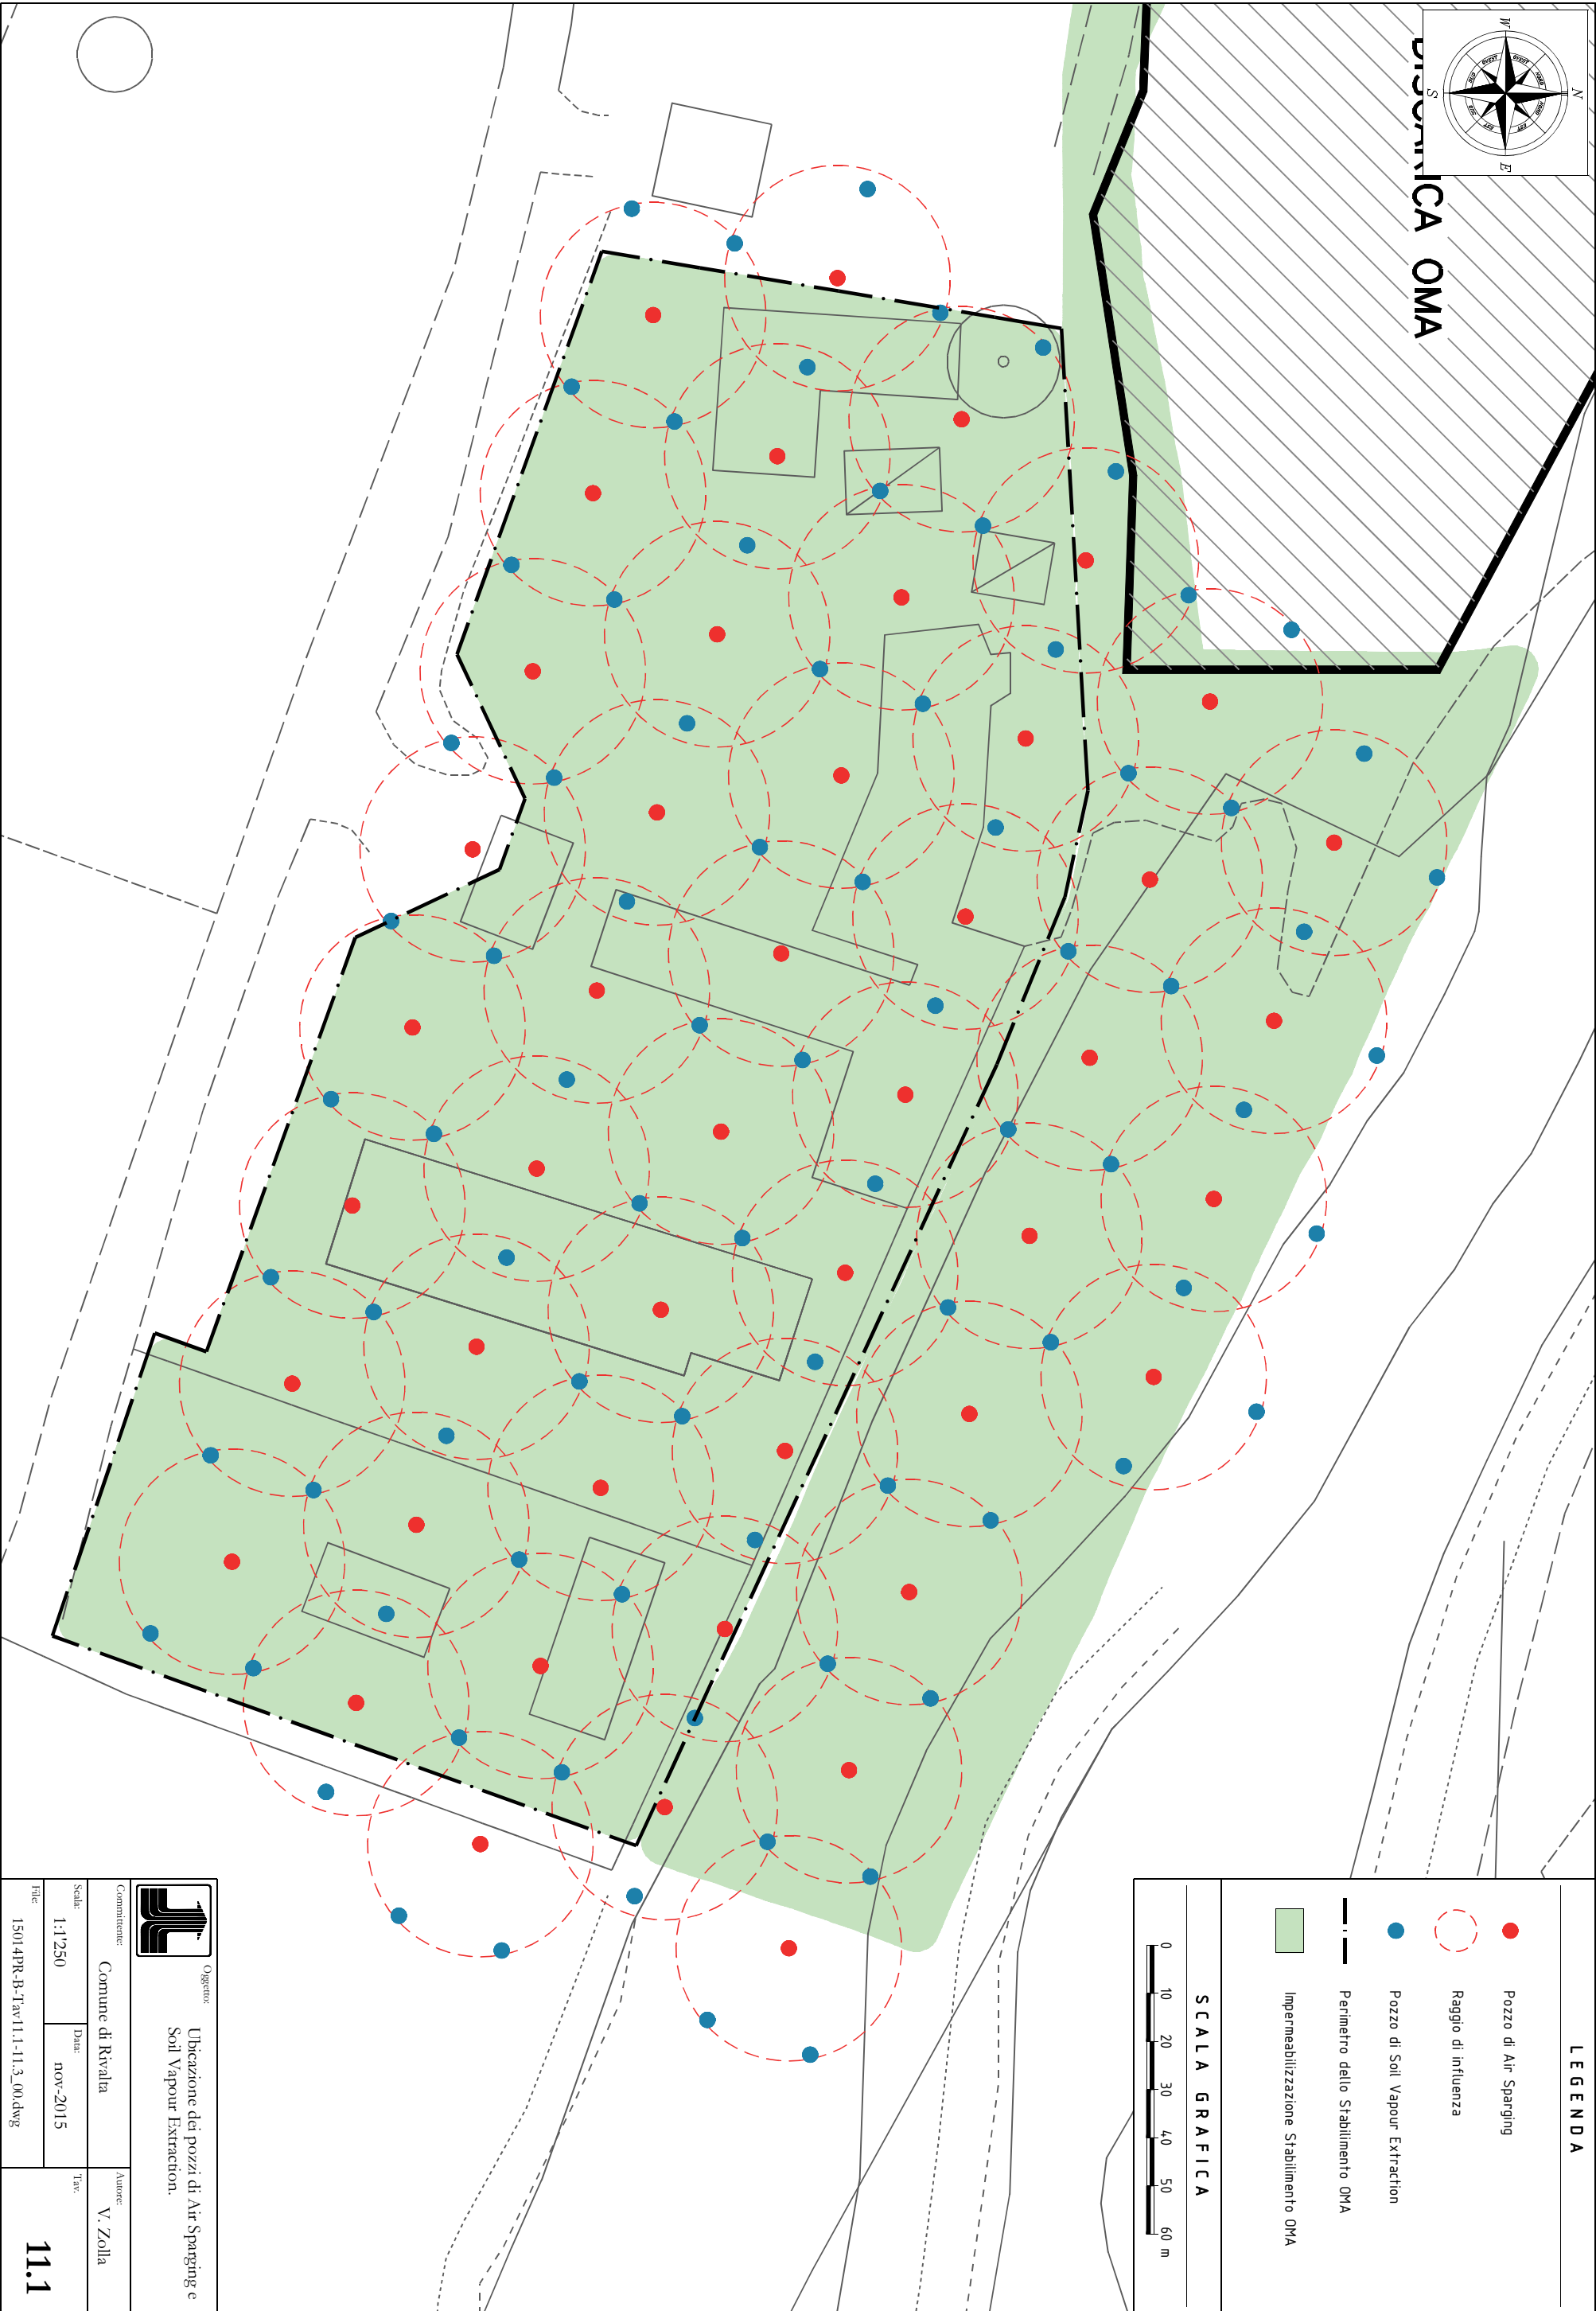 DISCARICA OMA
N
W
E
S
LEGENDA
Pozzo di Air Sparging
Raggio di influenza
Pozzo di Soil Vapour Extraction
Perimetro dello Stabilimento OMA
Impermeabilizzazione Stabilimento OMA
SCALA GRAFICA
0 10 20 30 40 50 60 m
Oggetto:
Ubicazione dei pozzi di Air Sparging e
Soil Vapour Extraction.
Committente:
Comune di Rivalta
Autore:
V. Zolla
Scala:
1:1'250
Data:
nov-2015
Tav.
11.1
File:
15014PR-B-Tav11.1-11.3_00.dwg